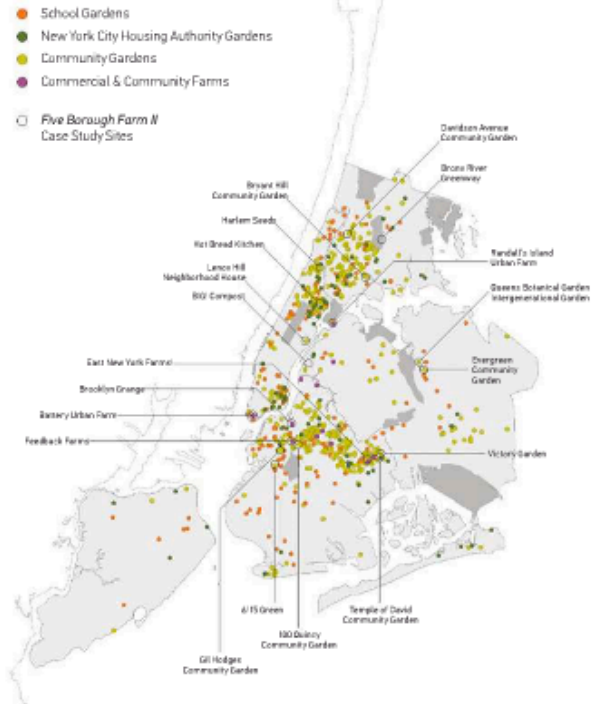 School Gardens
New York City Housing Authority Gardens
Community Gardens
Commercial & Community Farms
Five Borough Farm II
Case Study Sites
Davidson Avenue
Community Garden
Bronx River
Greenway
Bryant Hill
Community Garden
Harlem Seeds
Hot Bread Kitchen
Lenox Hill
Neighborhood House
BIG! Compost
Randall's Island
Urban Farm
Queens Botanical Garden
Intergenerational Garden
East New York Farms!
Evergreen
Community
Garden
Brooklyn Grange
Battery Urban Farm
Feedback Farms
Victory Garden
6/15 Green
Temple of David
Community Garden
100 Quincy
Community Garden
Gil Hodges
Community Garden